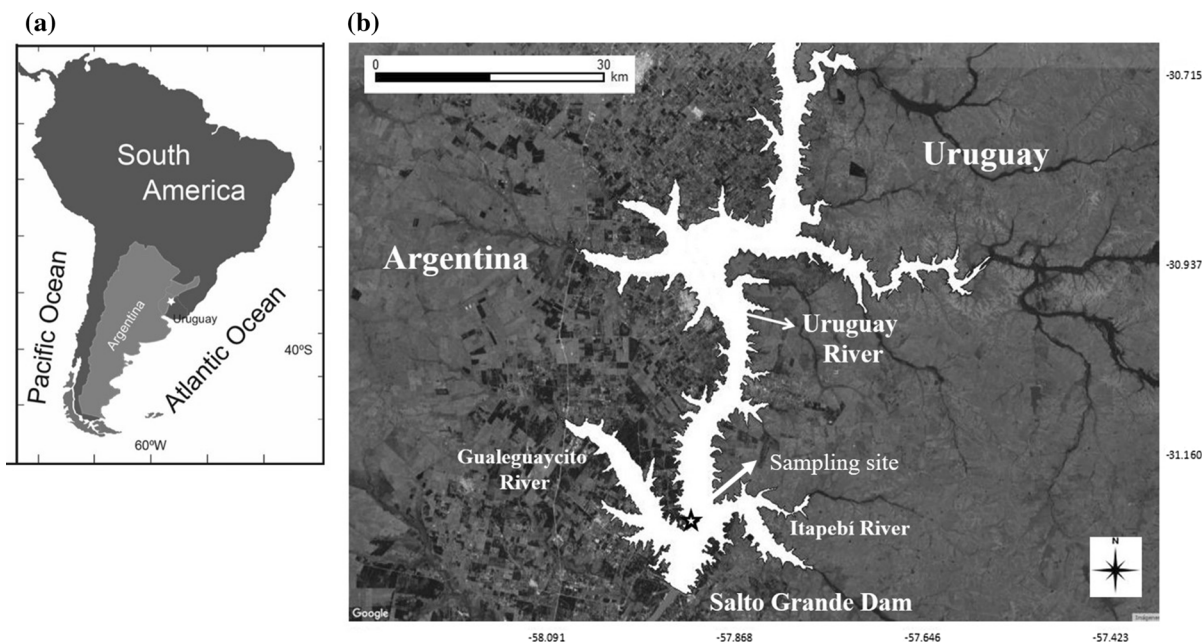 (a)
South
America
Argentina
Uruguay
Pacific Ocean
Atlantic Ocean
40ºS
60ºW
(b)
0 30
km
Uruguay
Argentina
Uruguay
River
Gualeguaycito
River
Sampling site
Itapebí River
Salto Grande Dam
N
Google
-30.715
-30.937
-31.160
-58.091 -57.868 -57.646 -57.423